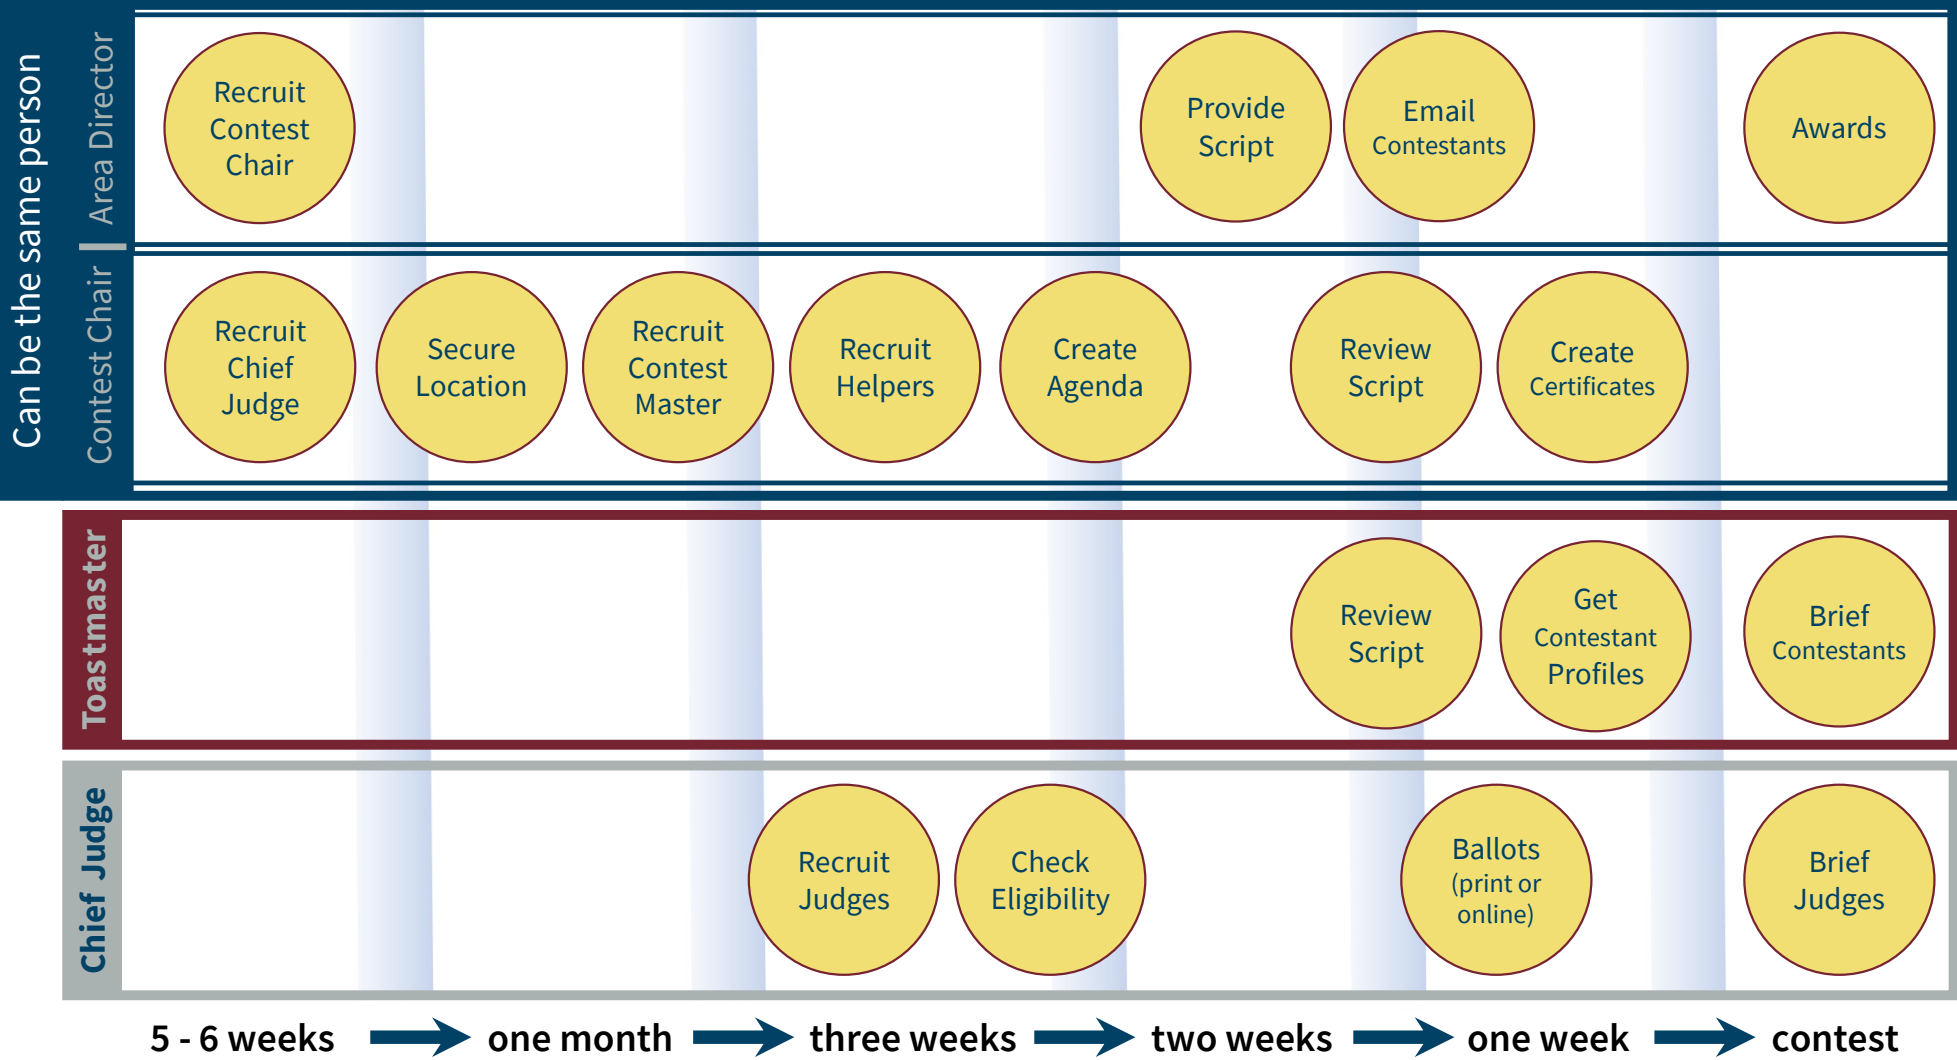 Can be the same person
Area Director
Recruit
Contest
Chair
Provide
Script
Email
Contestants
Awards
Contest Chair
Recruit
Chief
Judge
Secure
Location
Recruit
Contest
Master
Recruit
Helpers
Create
Agenda
Review
Script
Create
Certificates
Toastmaster
Review
Script
Get
Contestant
Profiles
Brief
Contestants
Chief Judge
Recruit
Judges
Check
Eligibility
Ballots
(print or
online)
Brief
Judges
5 - 6 weeks
one month
three weeks
two weeks
one week
contest